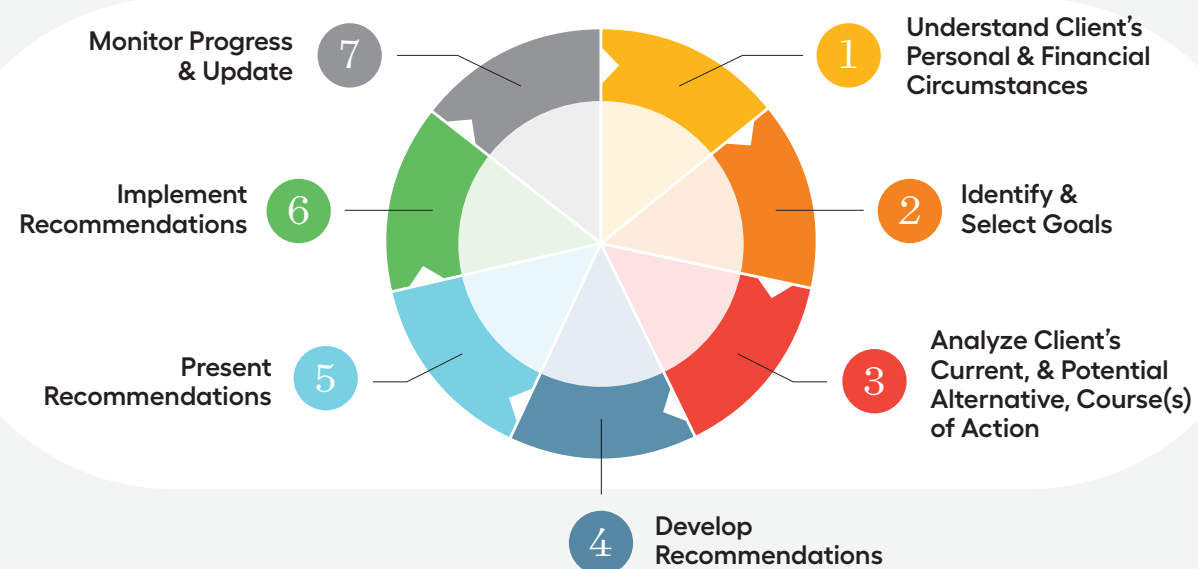 1
Understand Client's
Personal & Financial
Circumstances
2
Identify &
Select Goals
3
Analyze Client's
Current, & Potential
Alternative, Course(s)
of Action
4
Develop
Recommendations
5
Present
Recommendations
6
Implement
Recommendations
7
Monitor Progress
& Update